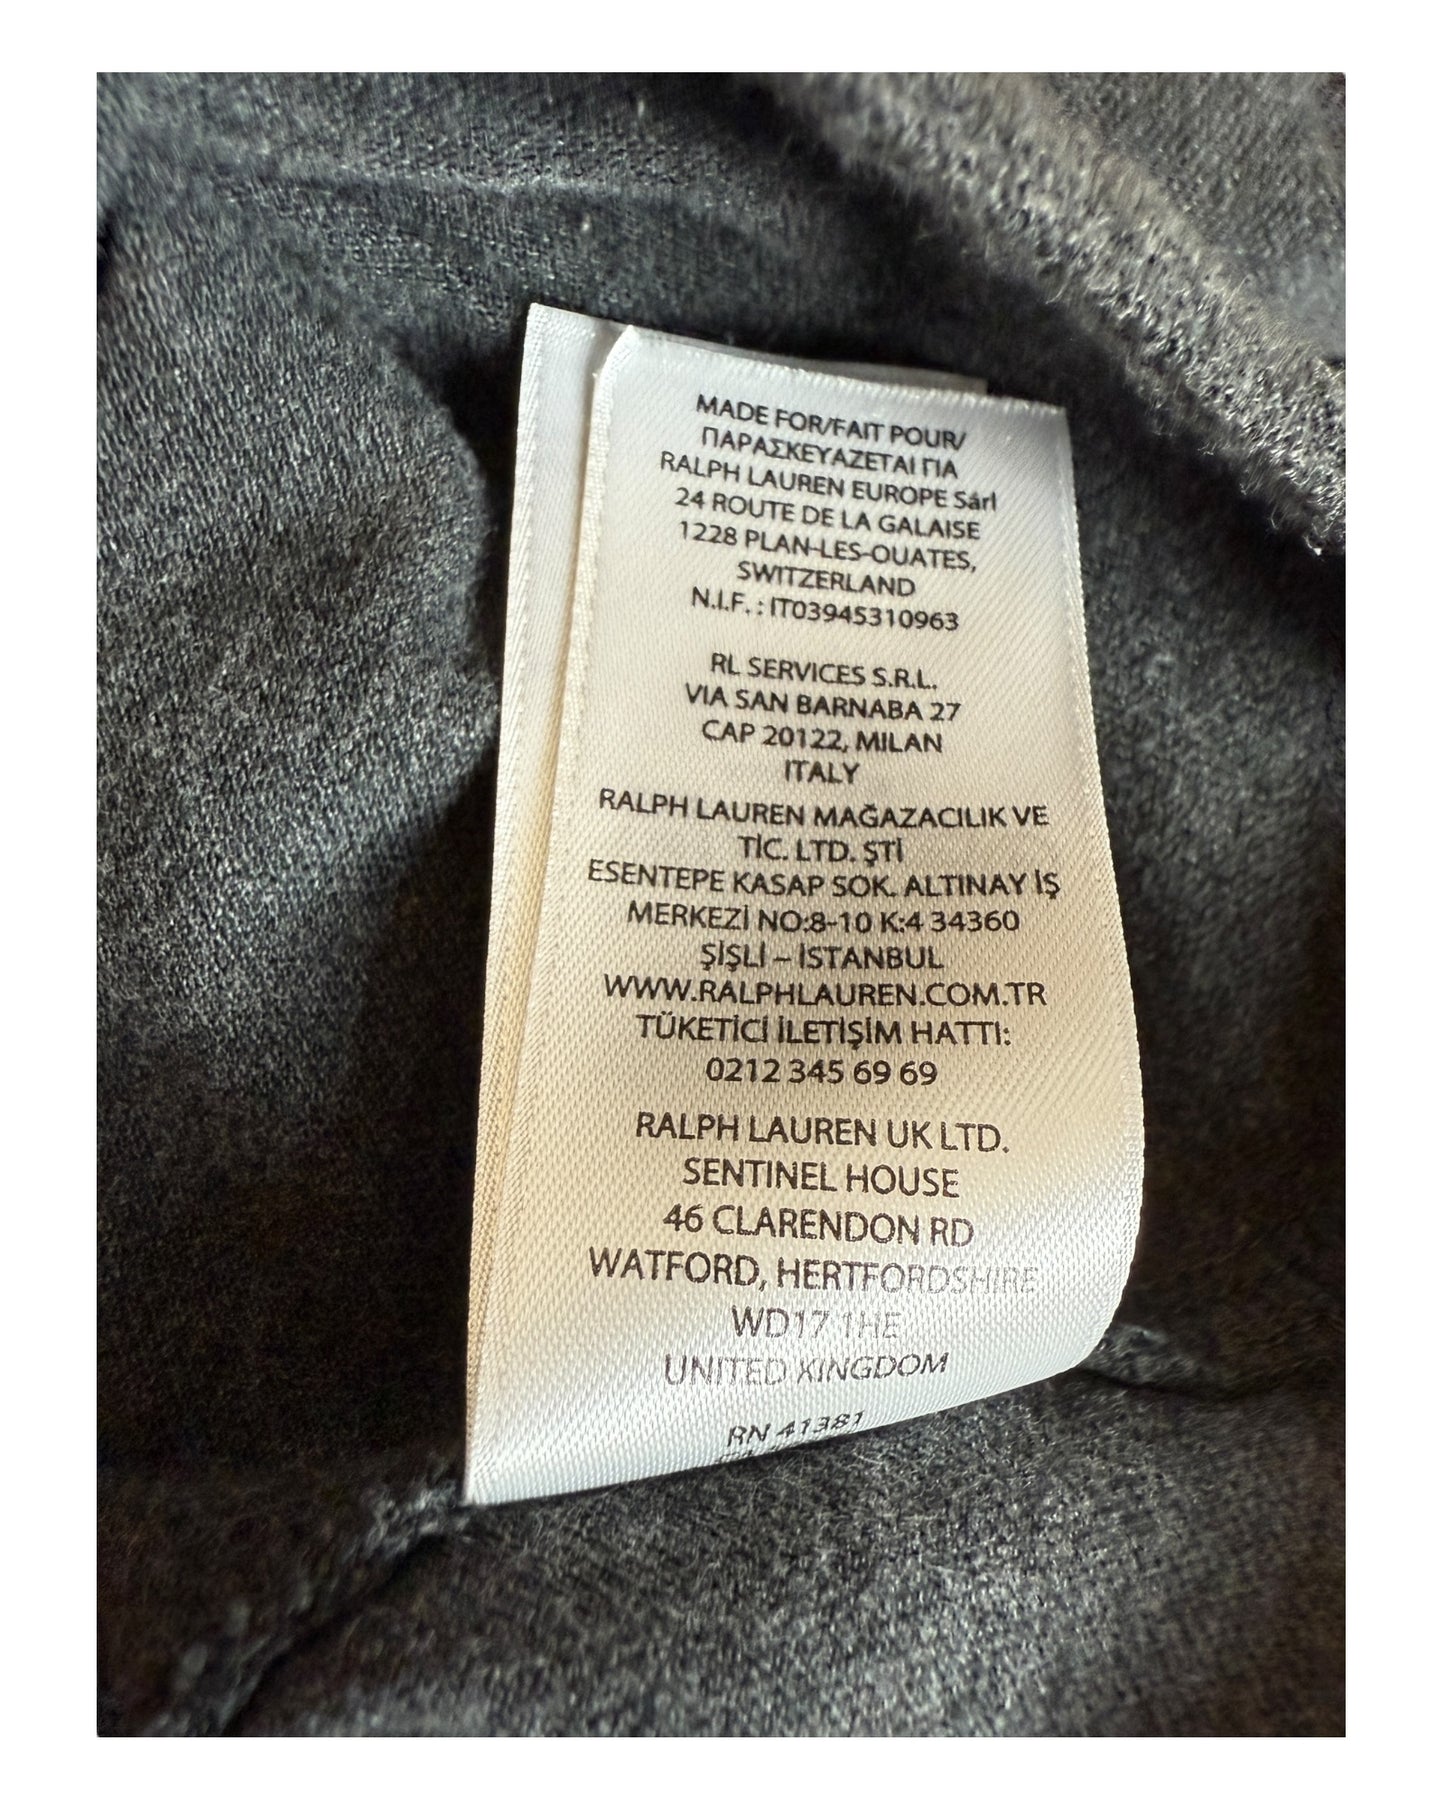 MADE FOR/FAIT POUR/
ΠΑΡΑΣΚΕΥΑΖΕΤΑΙ ΓΙΑ
RALPH LAUREN EUROPE Sárl
24 ROUTE DE LA GALAISE
1228 PLAN-LES-OUATES,
SWITZERLAND
N.I.F. : IT03945310963
RL SERVICES S.R.L.
VIA SAN BARNABA 27
CAP 20122, MILAN
ITALY
RALPH LAUREN MAĞAZACILIK VE
TİC. LTD. ŞTİ
ESENTEPE KASAP SOK. ALTINAY İŞ
MERKEZİ NO:8-10 K:4 34360
ŞİŞLİ – İSTANBUL
WWW.RALPHLAUREN.COM.TR
TÜKETİCİ İLETİŞİM HATTI:
0212 345 69 69
RALPH LAUREN UK LTD.
SENTINEL HOUSE
46 CLARENDON RD
WATFORD, HERTFORDSHIRE
WD17 1HE
UNITED KINGDOM
RN 41381